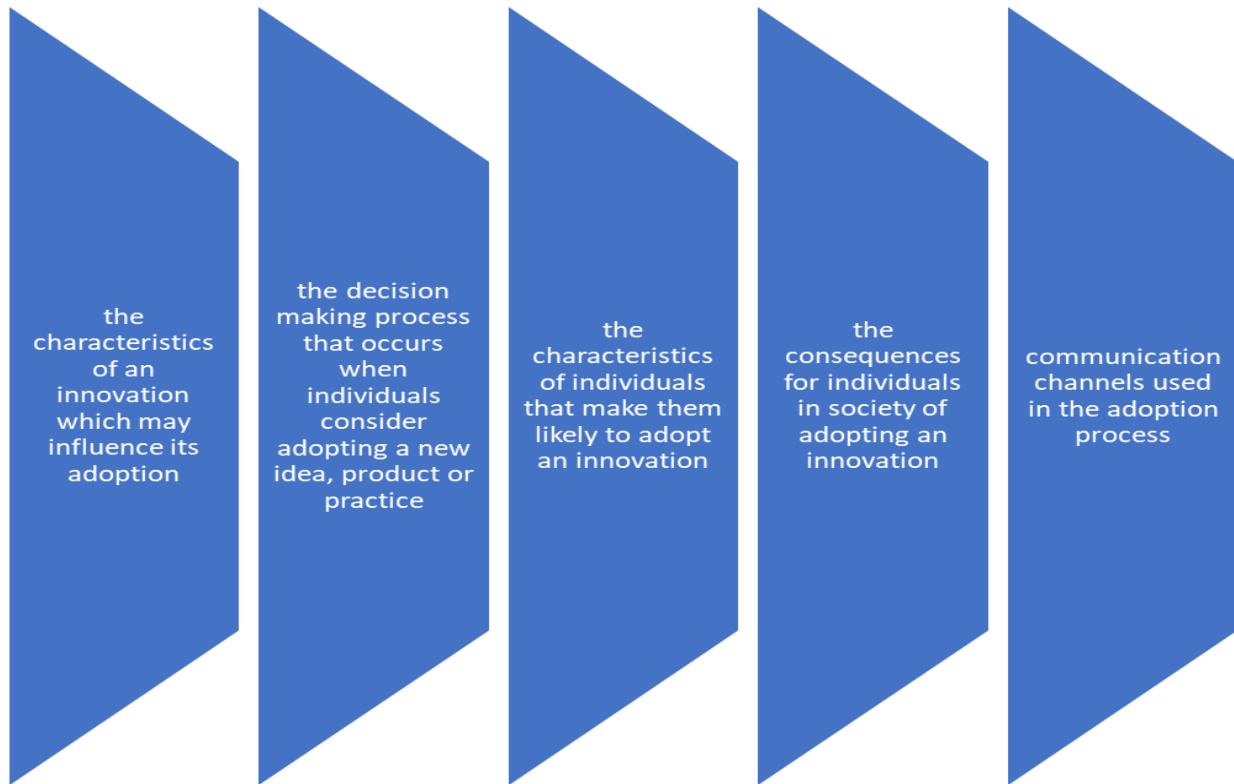 the
characteristics
of an
innovation
which may
influence its
adoption
the decision
making process
that occurs
when
individuals
consider
adopting a new
idea, product or
practice
the
characteristics
of individuals
that make them
likely to adopt
an innovation
the
consequences
for individuals
in society of
adopting an
innovation
communication
channels used
in the adoption
process